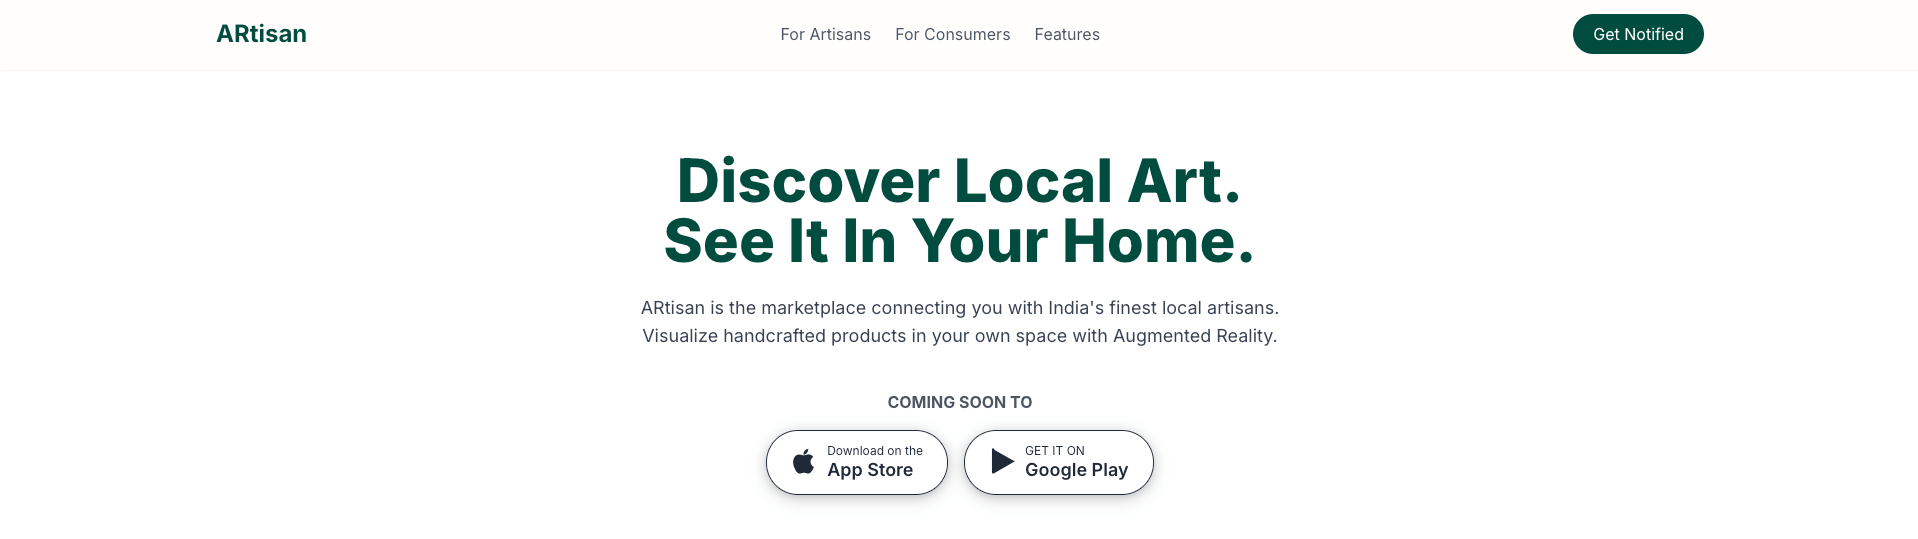 ARtisan
For Artisans
For Consumers
Features
Get Notified
Discover Local Art.
See It In Your Home.
ARtisan is the marketplace connecting you with India's finest local artisans.
Visualize handcrafted products in your own space with Augmented Reality.
COMING SOON TO
Download on the
App Store
GET IT ON
Google Play